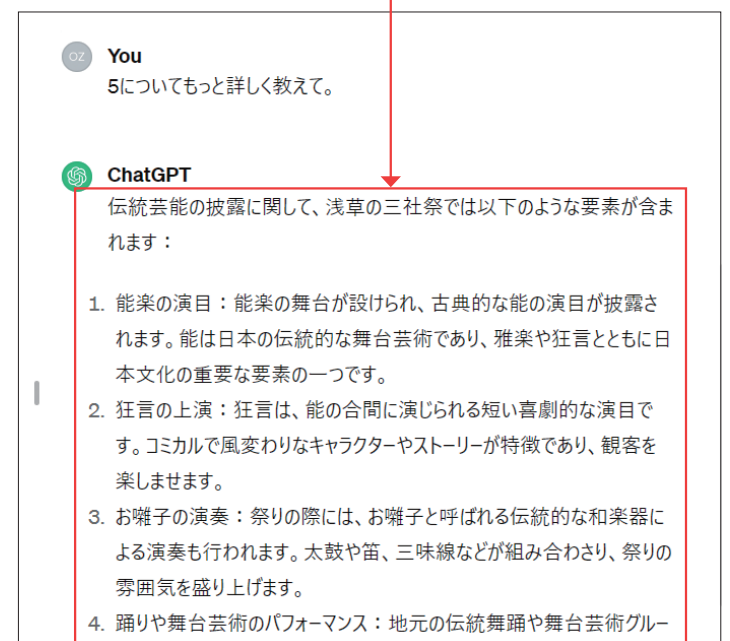 OZ
You
5についてもっと詳しく教えて。
ChatGPT
伝統芸能の披露に関して、浅草の三社祭では以下のような要素が含ま
れます：
1. 能楽の演目：能楽の舞台が設けられ、古典的な能の演目が披露さ
れます。能は日本の伝統的な舞台芸術であり、雅楽や狂言とともに日
本文化の重要な要素の一つです。
2. 狂言の上演：狂言は、能の合間に演じられる短い喜劇的な演目で
す。コミカルで風変わりなキャラクターやストーリーが特徴であり、観客を
楽しませます。
3. お囃子の演奏：祭りの際には、お囃子と呼ばれる伝統的な和楽器に
よる演奏も行われます。太鼓や笛、三味線などが組み合わさり、祭りの
雰囲気を盛り上げます。
4. 踊りや舞台芸術のパフォーマンス：地元の伝統舞踊や舞台芸術グルー